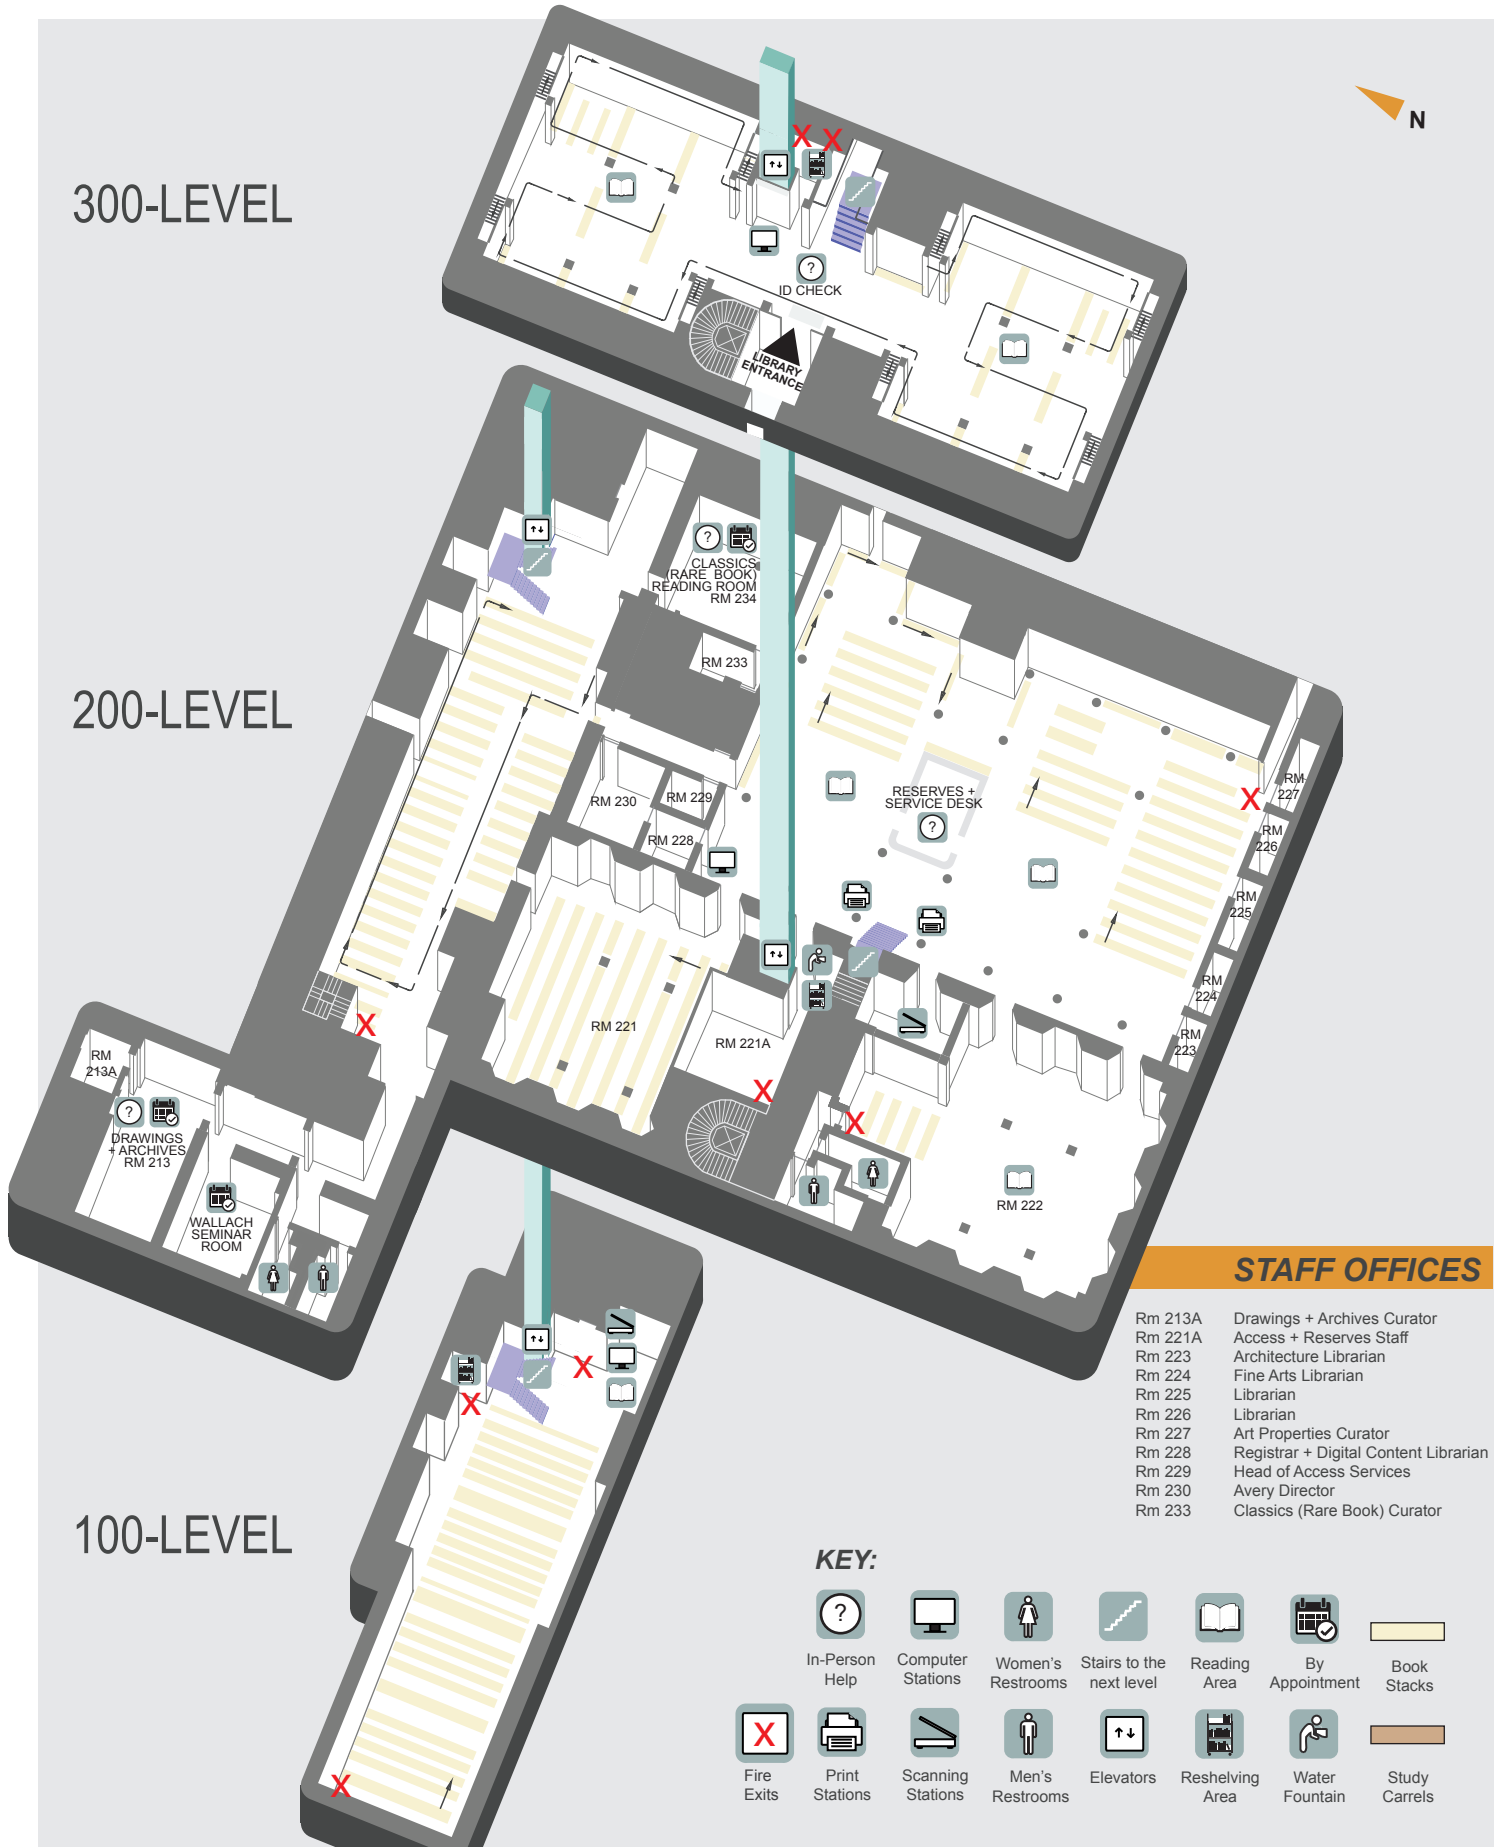 N
300-LEVEL
X X
?
ID CHECK
LIBRARY
ENTRANCE
200-LEVEL
?
CLASSICS
(RARE BOOK)
READING ROOM
RM 234
RM 233
RM 230
RM 229
RM 228
RESERVES +
SERVICE DESK
?
X
RM
227
RM
226
RM
225
RM
224
RM
223
X
RM 221
RM 221A
X
X
RM 222
RM
213A
?
DRAWINGS
+ ARCHIVES
RM 213
WALLACH
SEMINAR
ROOM
STAFF OFFICES
Rm 213A Drawings + Archives Curator
Rm 221A Access + Reserves Staff
Rm 223 Architecture Librarian
Rm 224 Fine Arts Librarian
Rm 225 Librarian
Rm 226 Librarian
Rm 227 Art Properties Curator
Rm 228 Registrar + Digital Content Librarian
Rm 229 Head of Access Services
Rm 230 Avery Director
Rm 233 Classics (Rare Book) Curator
100-LEVEL
X
X
X
KEY:
?
In-Person
Help
Computer
Stations
Women's
Restrooms
Stairs to the
next level
Reading
Area
By
Appointment
Book
Stacks
X
Fire
Exits
Print
Stations
Scanning
Stations
Men's
Restrooms
Elevators
Reshelving
Area
Water
Fountain
Study
Carrels